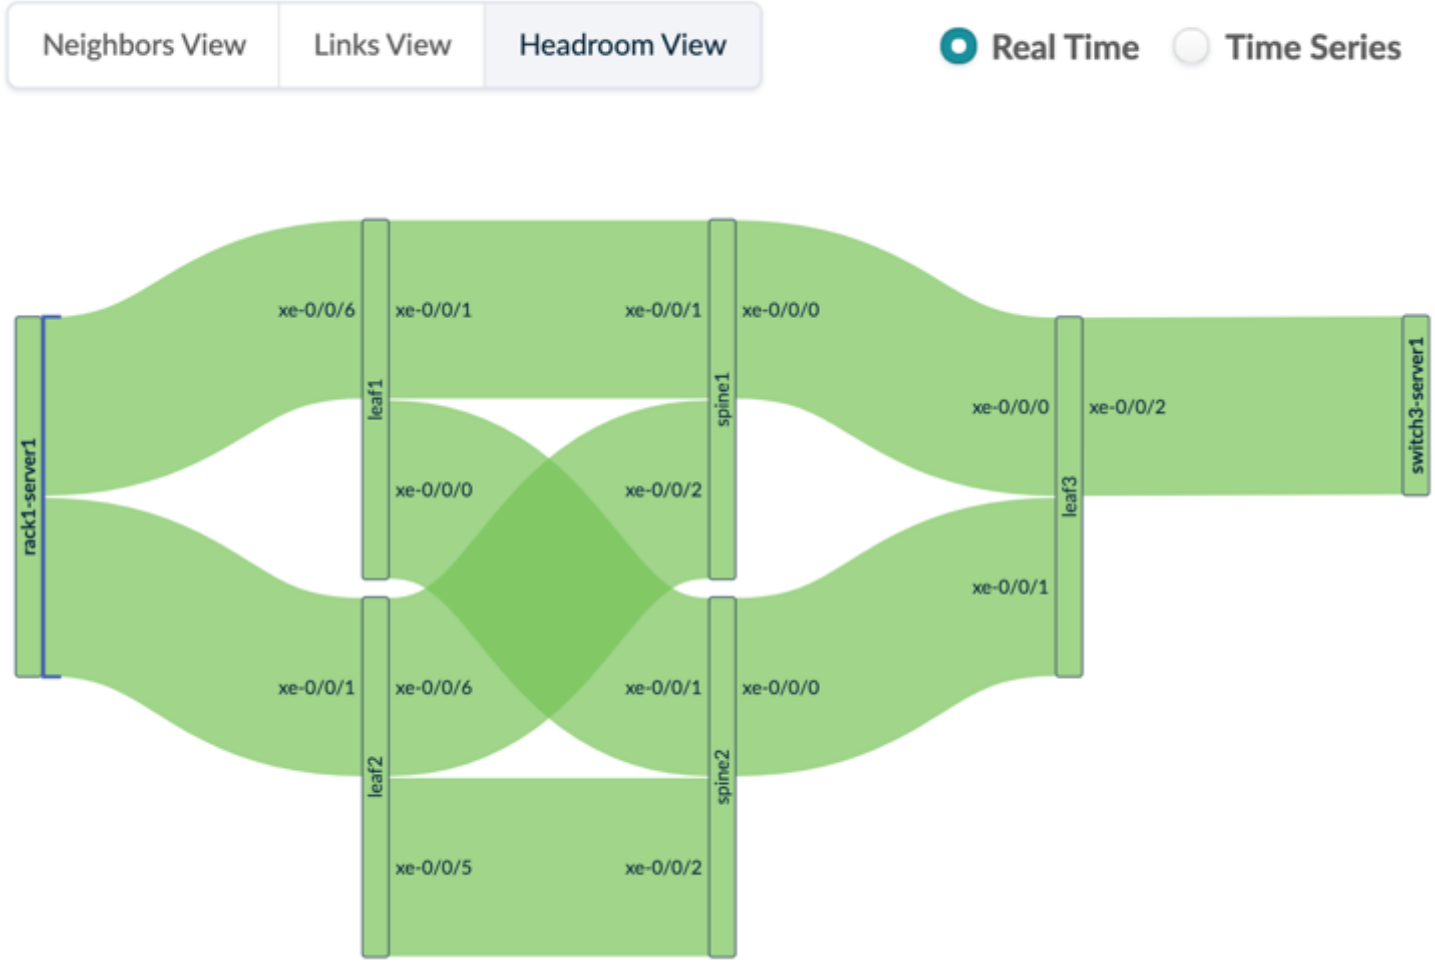 Neighbors View Links View Headroom View Real Time Time Series
xe-0/0/6 xe-0/0/1 xe-0/0/1 xe-0/0/0
leaf1 spine1
xe-0/0/0 xe-0/0/2 switch3-server1
xe-0/0/0 xe-0/0/2
rack1-server1 leaf3
xe-0/0/1
xe-0/0/1 xe-0/0/6 xe-0/0/1 xe-0/0/0
leaf2 spine2
xe-0/0/5 xe-0/0/2